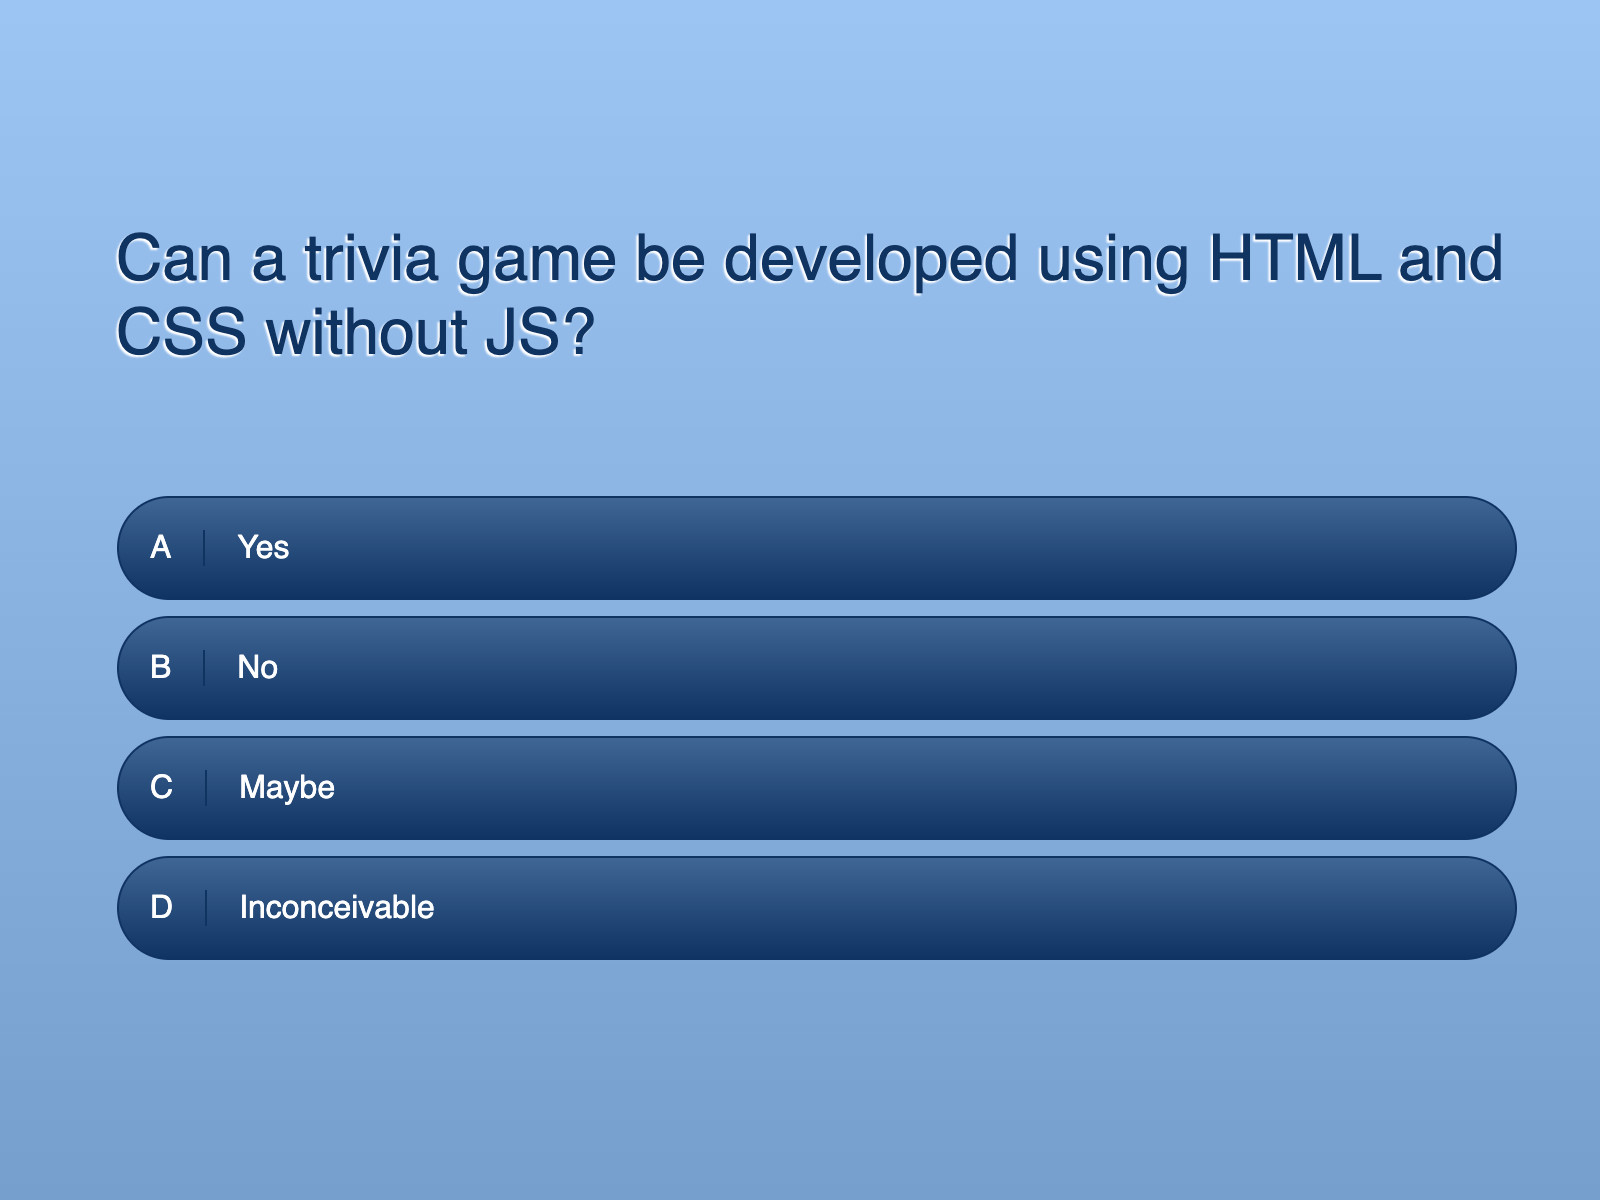 Can a trivia game be developed using HTML and
CSS without JS?
A Yes
B No
C Maybe
D Inconceivable